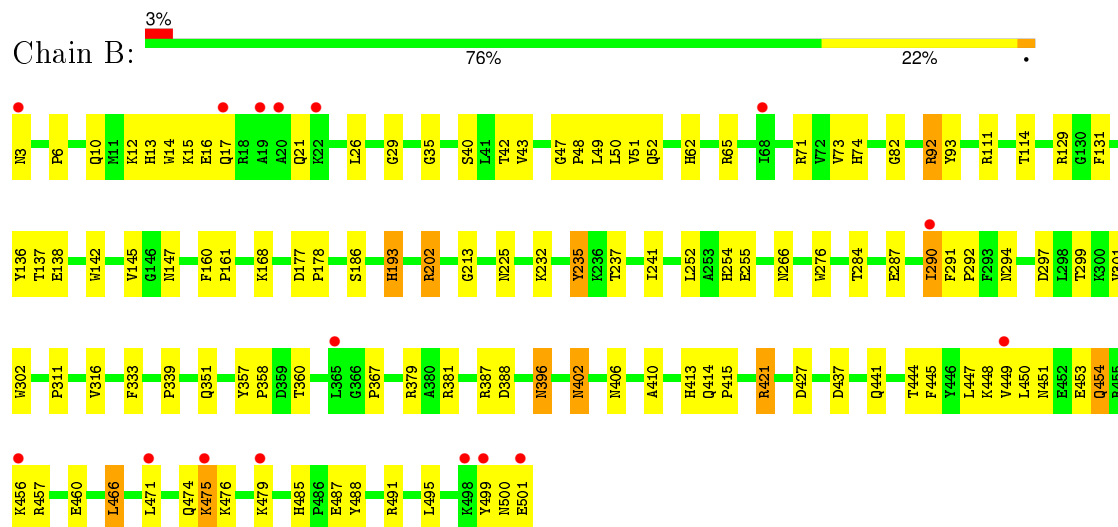 3%
Chain B:
76% 22% •
N3 P6 Q10 M11 K12 H13 W14 K15 E16 Q17 R18 A19 A20 Q21 K22 L26 G29 G35 S40 L41 T42 V43 G47 P48 L49 L50 V51 Q52 H62 R65 I68 R71 V72 V73 H74 G82 R92 Y93 R111 T114 R129 G130 F131
Y136 T137 E138 W142 V145 G146 N147 F160 P161 K168 D177 P178 S186 H193 R202 G213 N225 K232 Y235 K236 T237 I241 L252 A253 H254 E255 N266 W276 T284 E287 I290 F291 P292 F293 N294 D297 L298 T299 K300 V301
W302 P311 V316 F333 P339 Q351 Y357 P358 D359 T360 L365 G366 P367 R379 A380 R381 R387 D388 N396 N402 N406 A410 H413 Q414 P415 R421 D427 D437 Q441 T444 F445 Y446 L447 K448 V449 L450 N451 E452 E453 Q454 R455
K456 R457 E460 L466 L471 Q474 K475 K476 K479 H485 P486 E487 Y488 R491 L495 K498 Y499 N500 E501